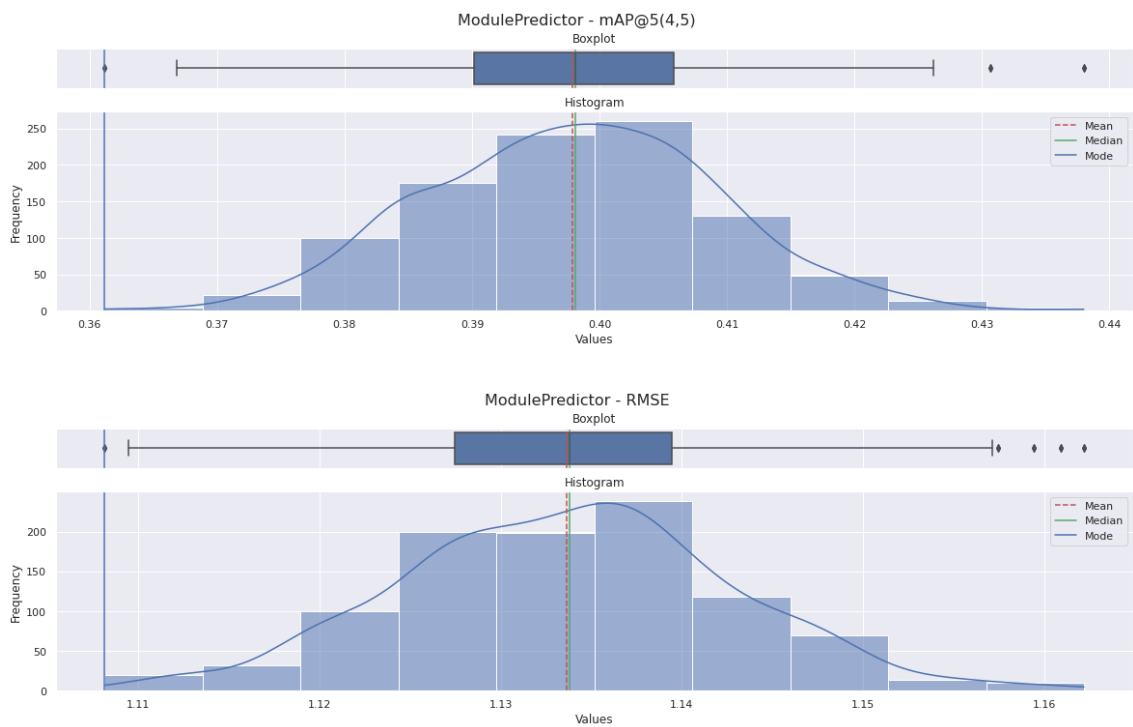 ModulePredictor - mAP@5(4,5)
Boxplot
Histogram
250
200
150
100
50
0
Frequency
Mean
Median
Mode
0.36 0.37 0.38 0.39 0.40 0.41 0.42 0.43 0.44
Values
ModulePredictor - RMSE
Boxplot
Histogram
200
150
100
50
0
Frequency
Mean
Median
Mode
1.11 1.12 1.13 1.14 1.15 1.16
Values